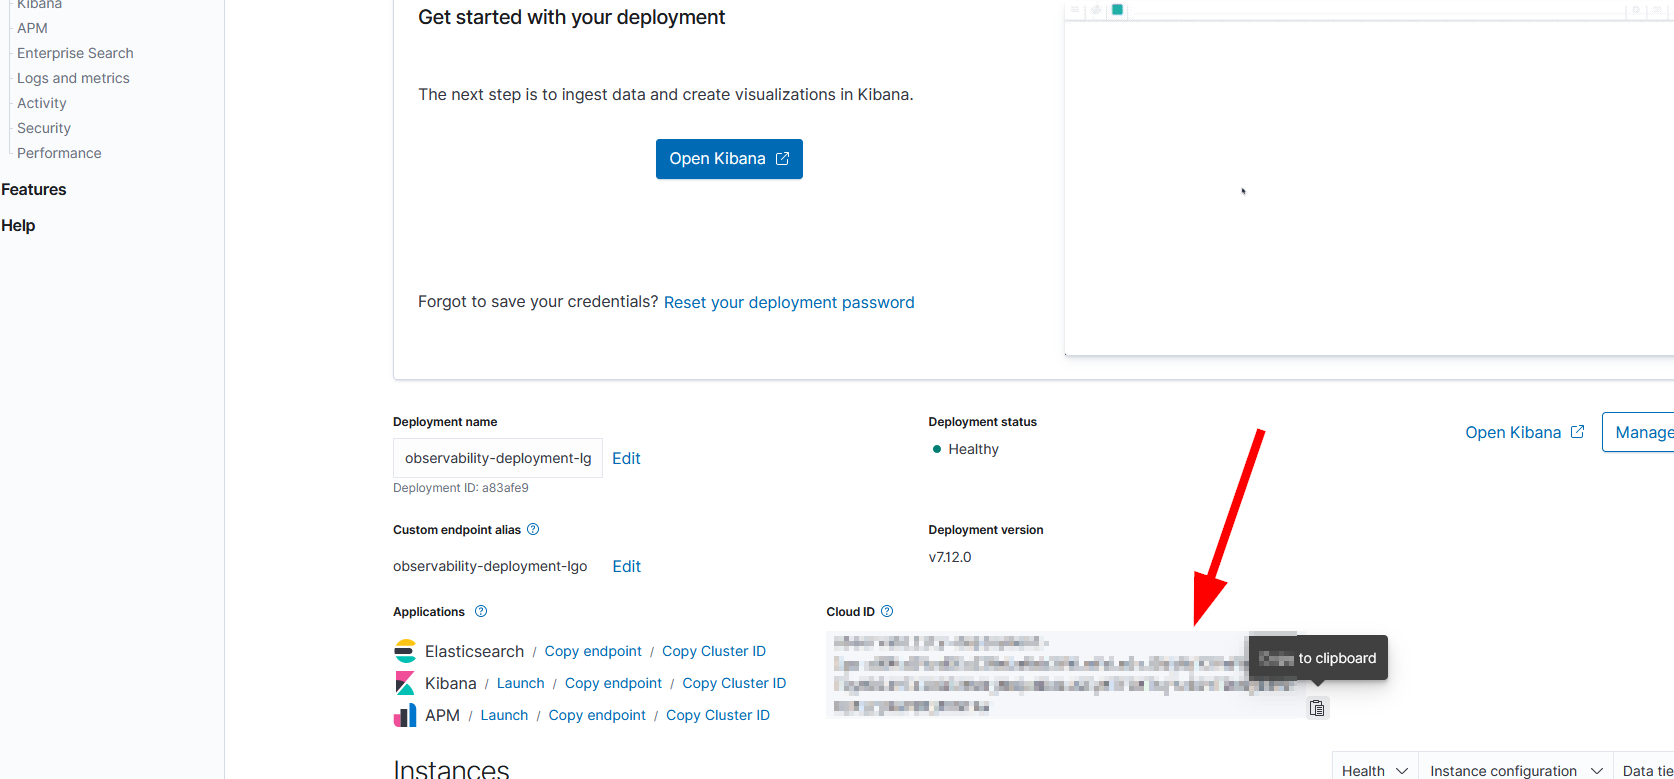 Kibana
APM
Enterprise Search
Logs and metrics
Activity
Security
Performance
Features
Help
Get started with your deployment
The next step is to ingest data and create visualizations in Kibana.
Open Kibana
Forgot to save your credentials? Reset your deployment password
Deployment name
observability-deployment-lg Edit
Deployment ID: a83afe9
Deployment status
Healthy
Open Kibana Manage
Custom endpoint alias
observability-deployment-lgo Edit
Deployment version
v7.12.0
Applications
Elasticsearch / Copy endpoint / Copy Cluster ID
Kibana / Launch / Copy endpoint / Copy Cluster ID
APM / Launch / Copy endpoint / Copy Cluster ID
Cloud ID
to clipboard
Instances
Health Instance configuration Data tie